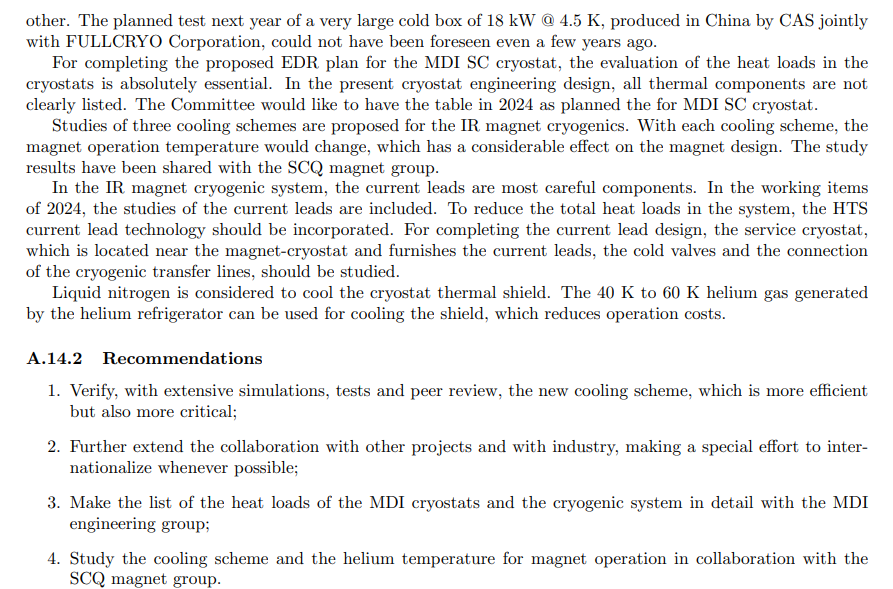 other. The planned test next year of a very large cold box of 18 kW @ 4.5 K, produced in China by CAS jointly
with FULLCRYO Corporation, could not have been foreseen even a few years ago.
For completing the proposed EDR plan for the MDI SC cryostat, the evaluation of the heat loads in the
cryostats is absolutely essential. In the present cryostat engineering design, all thermal components are not
clearly listed. The Committee would like to have the table in 2024 as planned the for MDI SC cryostat.
Studies of three cooling schemes are proposed for the IR magnet cryogenics. With each cooling scheme, the
magnet operation temperature would change, which has a considerable effect on the magnet design. The study
results have been shared with the SCQ magnet group.
In the IR magnet cryogenic system, the current leads are most careful components. In the working items
of 2024, the studies of the current leads are included. To reduce the total heat loads in the system, the HTS
current lead technology should be incorporated. For completing the current lead design, the service cryostat,
which is located near the magnet-cryostat and furnishes the current leads, the cold valves and the connection
of the cryogenic transfer lines, should be studied.
Liquid nitrogen is considered to cool the cryostat thermal shield. The 40 K to 60 K helium gas generated
by the helium refrigerator can be used for cooling the shield, which reduces operation costs.
A.14.2 Recommendations
1. Verify, with extensive simulations, tests and peer review, the new cooling scheme, which is more efficient
but also more critical;
2. Further extend the collaboration with other projects and with industry, making a special effort to inter-
nationalize whenever possible;
3. Make the list of the heat loads of the MDI cryostats and the cryogenic system in detail with the MDI
engineering group;
4. Study the cooling scheme and the helium temperature for magnet operation in collaboration with the
SCQ magnet group.